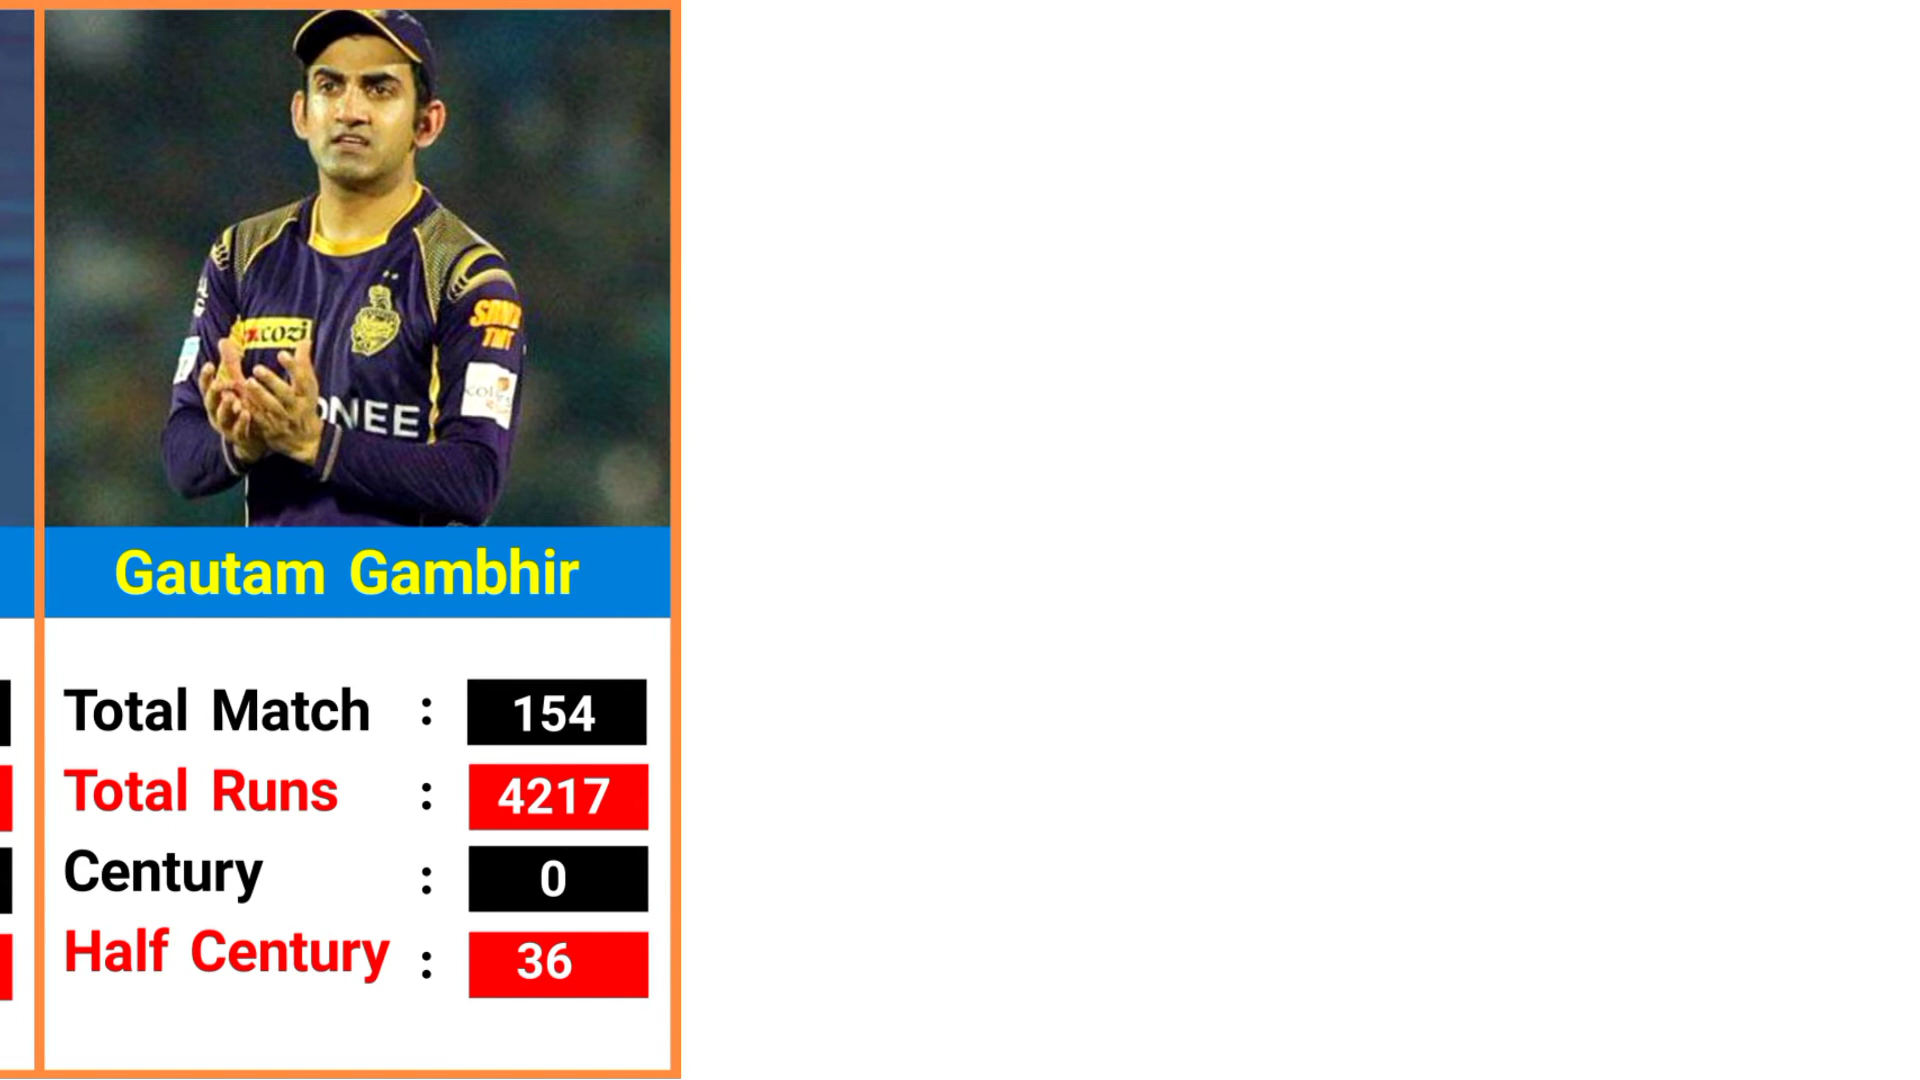 Gautam Gambhir
Total Match : 154
Total Runs : 4217
Century : 0
Half Century : 36